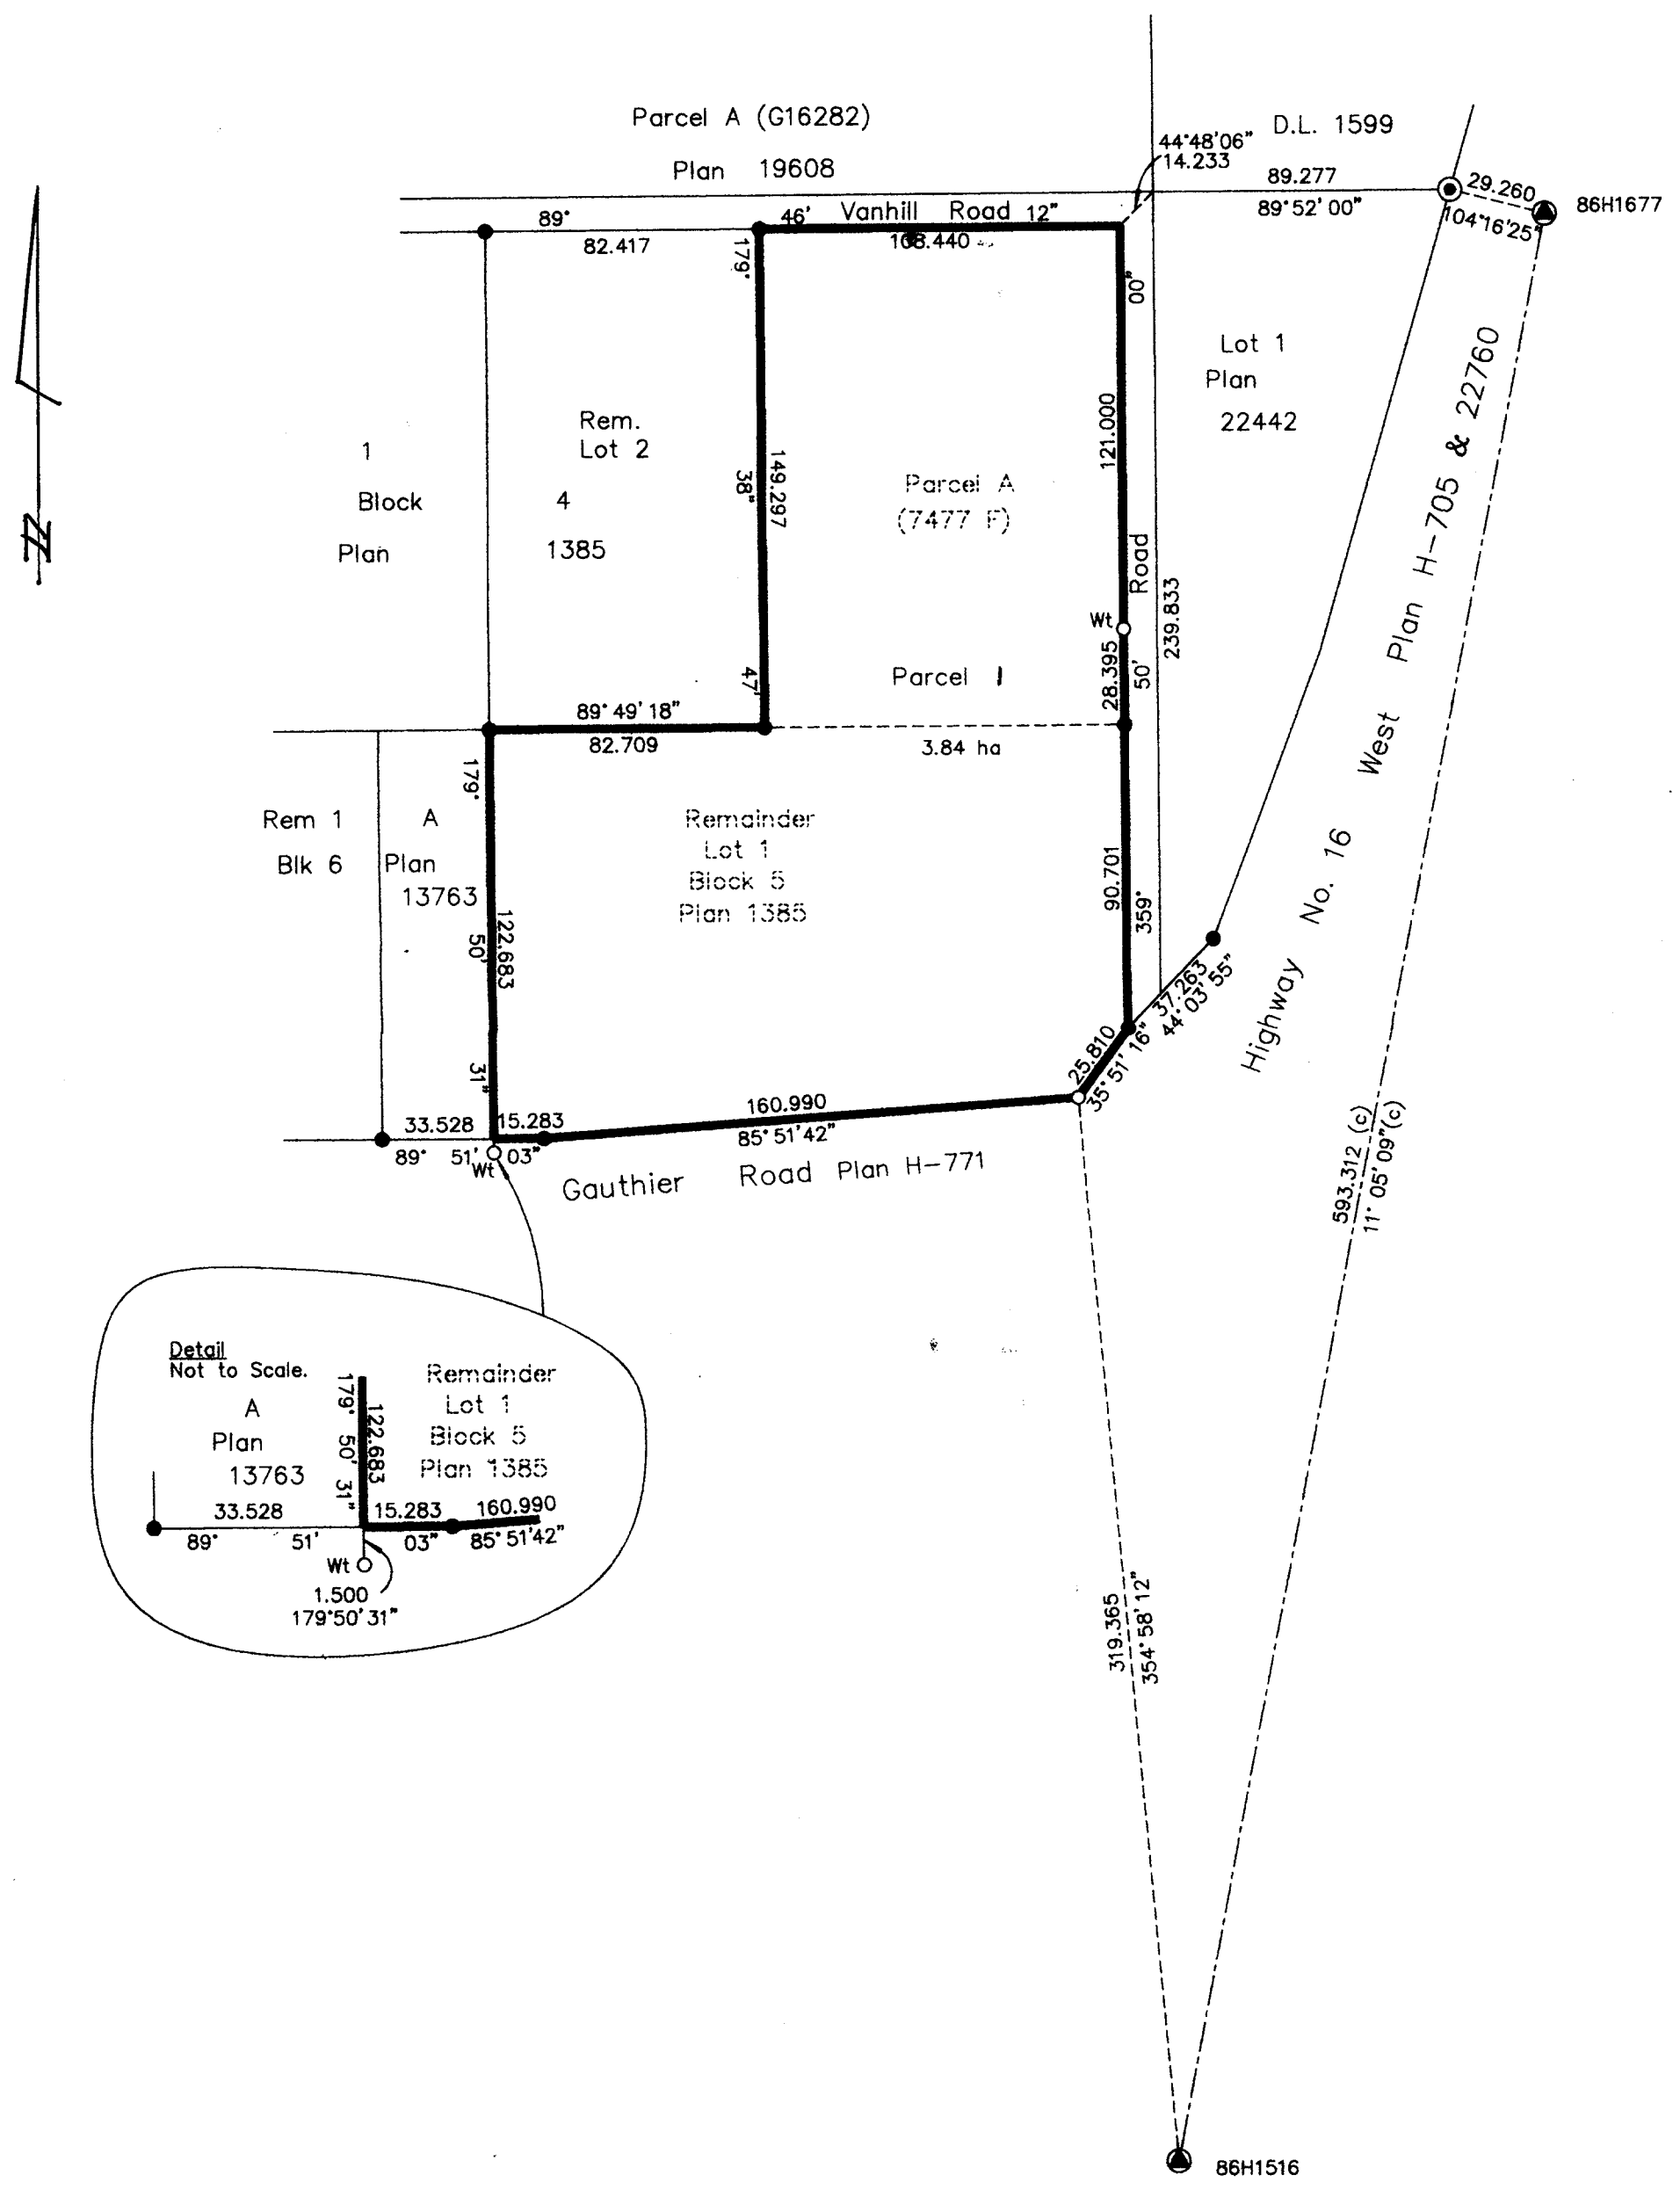 Parcel A (G16282)
Plan 19608
D.L. 1599
44°48'06"
14.233
89.277
89°52'00"
29.260
104°16'25"
86H1677
89° 46' Vanhill Road 12"
82.417
108.440
179° 47' 38"
149.297
00"
121.000
Road
239.833
Wt
28.395
50'
Lot 1
Plan
22442
Rem.
Lot 2
1
Block 4
Plan 1385
Parcel A
(7477 F)
Parcel 1
3.84 ha
89°49'18"
82.709
Highway No. 16 West Plan H-705 & 22760
179° 50' 31"
122.683
Rem 1
Blk 6
A
Plan
13763
Remainder
Lot 1
Block 5
Plan 1385
90.701
359°
37.263
44°03'55"
25.810
35°51'16"
160.990
85°51'42"
33.528
15.283
89° 51' 03"
Wt
Gauthier Road Plan H-771
593.312 (c)
11°05'09"(c)
Detail
Not to Scale.
A
Plan
13763
Remainder
Lot 1
Block 5
Plan 1385
179° 50' 31"
122.683
33.528
15.283
160.990
89° 51' 03"
85°51'42"
Wt
1.500
179°50'31"
319.365
354°58'12"
86H1516
N